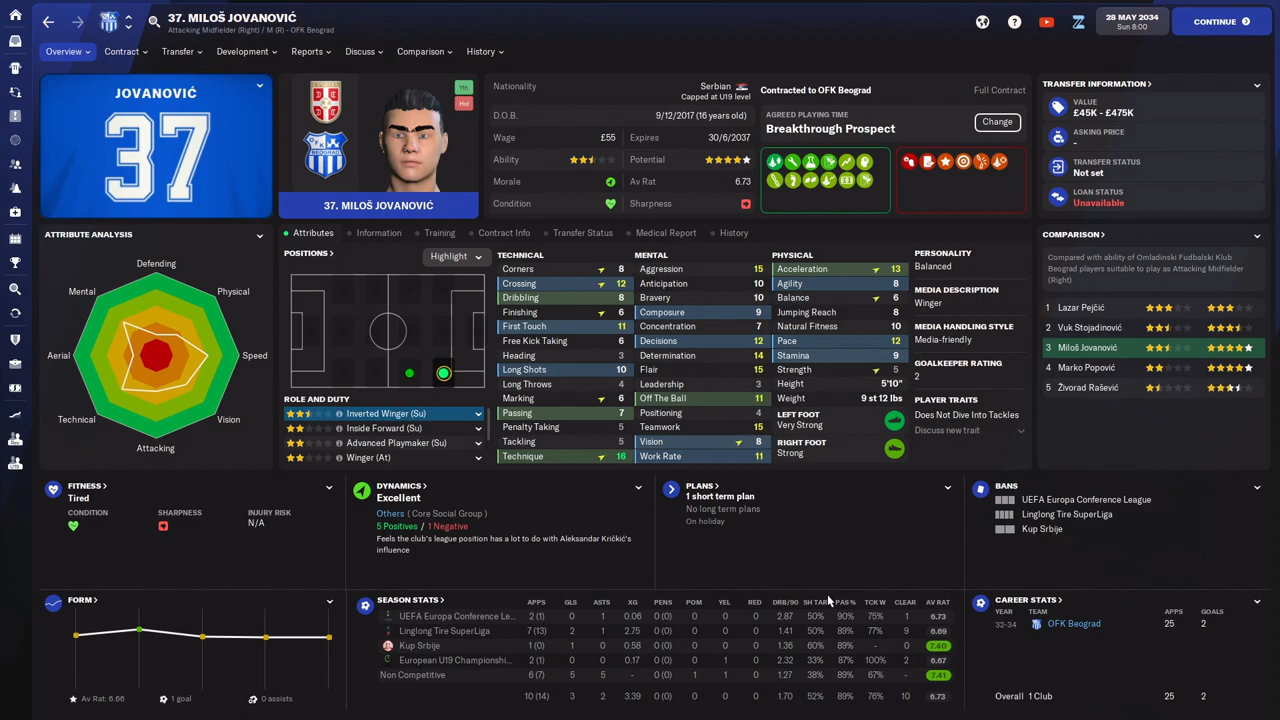 37. MILOŠ JOVANOVIĆ
Attacking Midfielder (Right) / M (R) - OFK Beograd
28 MAY 2034
Sun 8:00
CONTINUE
Overview Contract Transfer Development Reports Discuss Comparison History
JOVANOVIĆ
37
37. MILOŠ JOVANOVIĆ
Yth
Hol
Nationality Serbian
Capped at U19 level
D.O.B. 9/12/2017 (16 years old)
Wage £55 Expires 30/6/2037
Ability Potential
Morale Av Rat 6.73
Condition Sharpness
Contracted to OFK Beograd Full Contract
AGREED PLAYING TIME
Breakthrough Prospect
Change
TRANSFER INFORMATION
VALUE
£45K - £475K
ASKING PRICE
-
TRANSFER STATUS
Not set
LOAN STATUS
Unavailable
ATTRIBUTE ANALYSIS
Defending
Physical
Speed
Vision
Attacking
Technical
Aerial
Mental
Attributes Information Training Contract Info Transfer Status Medical Report History
POSITIONS
Highlight
ROLE AND DUTY
Inverted Winger (Su)
Inside Forward (Su)
Advanced Playmaker (Su)
Winger (At)
TECHNICAL
Corners 8
Crossing 12
Dribbling 8
Finishing 6
First Touch 11
Free Kick Taking 6
Heading 3
Long Shots 10
Long Throws 4
Marking 6
Passing 7
Penalty Taking 5
Tackling 5
Technique 16
MENTAL
Aggression 15
Anticipation 10
Bravery 10
Composure 9
Concentration 7
Decisions 12
Determination 14
Flair 15
Leadership 3
Off The Ball 11
Positioning 4
Teamwork 15
Vision 8
Work Rate 11
PHYSICAL
Acceleration 13
Agility 8
Balance 6
Jumping Reach 8
Natural Fitness 10
Pace 12
Stamina 9
Strength 5
Height 5'10"
Weight 9 st 12 lbs
LEFT FOOT
Very Strong
RIGHT FOOT
Strong
PERSONALITY
Balanced
MEDIA DESCRIPTION
Winger
MEDIA HANDLING STYLE
Media-friendly
GOALKEEPER RATING
2
PLAYER TRAITS
Does Not Dive Into Tackles
Discuss new trait
COMPARISON
Compared with ability of Omladinski Fudbalski Klub
Beograd players suitable to play as Attacking Midfielder
(Right)
1 Lazar Pejčić
2 Vuk Stojadinović
3 Miloš Jovanović
4 Marko Popović
5 Živorad Rašević
FITNESS
Tired
CONDITION SHARPNESS INJURY RISK
N/A
DYNAMICS
Excellent
Others ( Core Social Group )
5 Positives / 1 Negative
Feels the club's league position has a lot to do with Aleksandar Kričkić's
influence
PLANS
1 short term plan
No long term plans
On holiday
BANS
UEFA Europa Conference League
Linglong Tire SuperLiga
Kup Srbije
FORM
Av Rat: 6.66 1 goal 0 assists
SEASON STATS APPS GLS ASTS XG PENS POM YEL RED DRB/90 SH TAR PAS% TCK W CLEAR AV RAT
UEFA Europa Conference Le... 2 (1) 0 1 0.06 0 (0) 0 0 0 2.87 50% 90% 75% 1 6.73
Linglong Tire SuperLiga 7 (13) 2 1 2.75 0 (0) 0 0 0 1.41 50% 89% 77% 9 6.69
Kup Srbije 1 (0) 1 0 0.58 0 (0) 0 0 0 1.36 60% 89% - 0 7.40
European U19 Championshi... 2 (1) 0 0 0.17 0 (0) 0 0 0 2.32 33% 87% 100% 2 6.67
Non Competitive 6 (7) 5 5 - 0 (0) 1 1 0 1.27 38% 89% 67% - 7.41
10 (14) 3 2 3.39 0 (0) 0 0 0 1.70 52% 89% 76% 10 6.73
CAREER STATS
YEAR TEAM APPS GOALS
32-34 OFK Beograd 25 2
Overall 1 Club 25 2